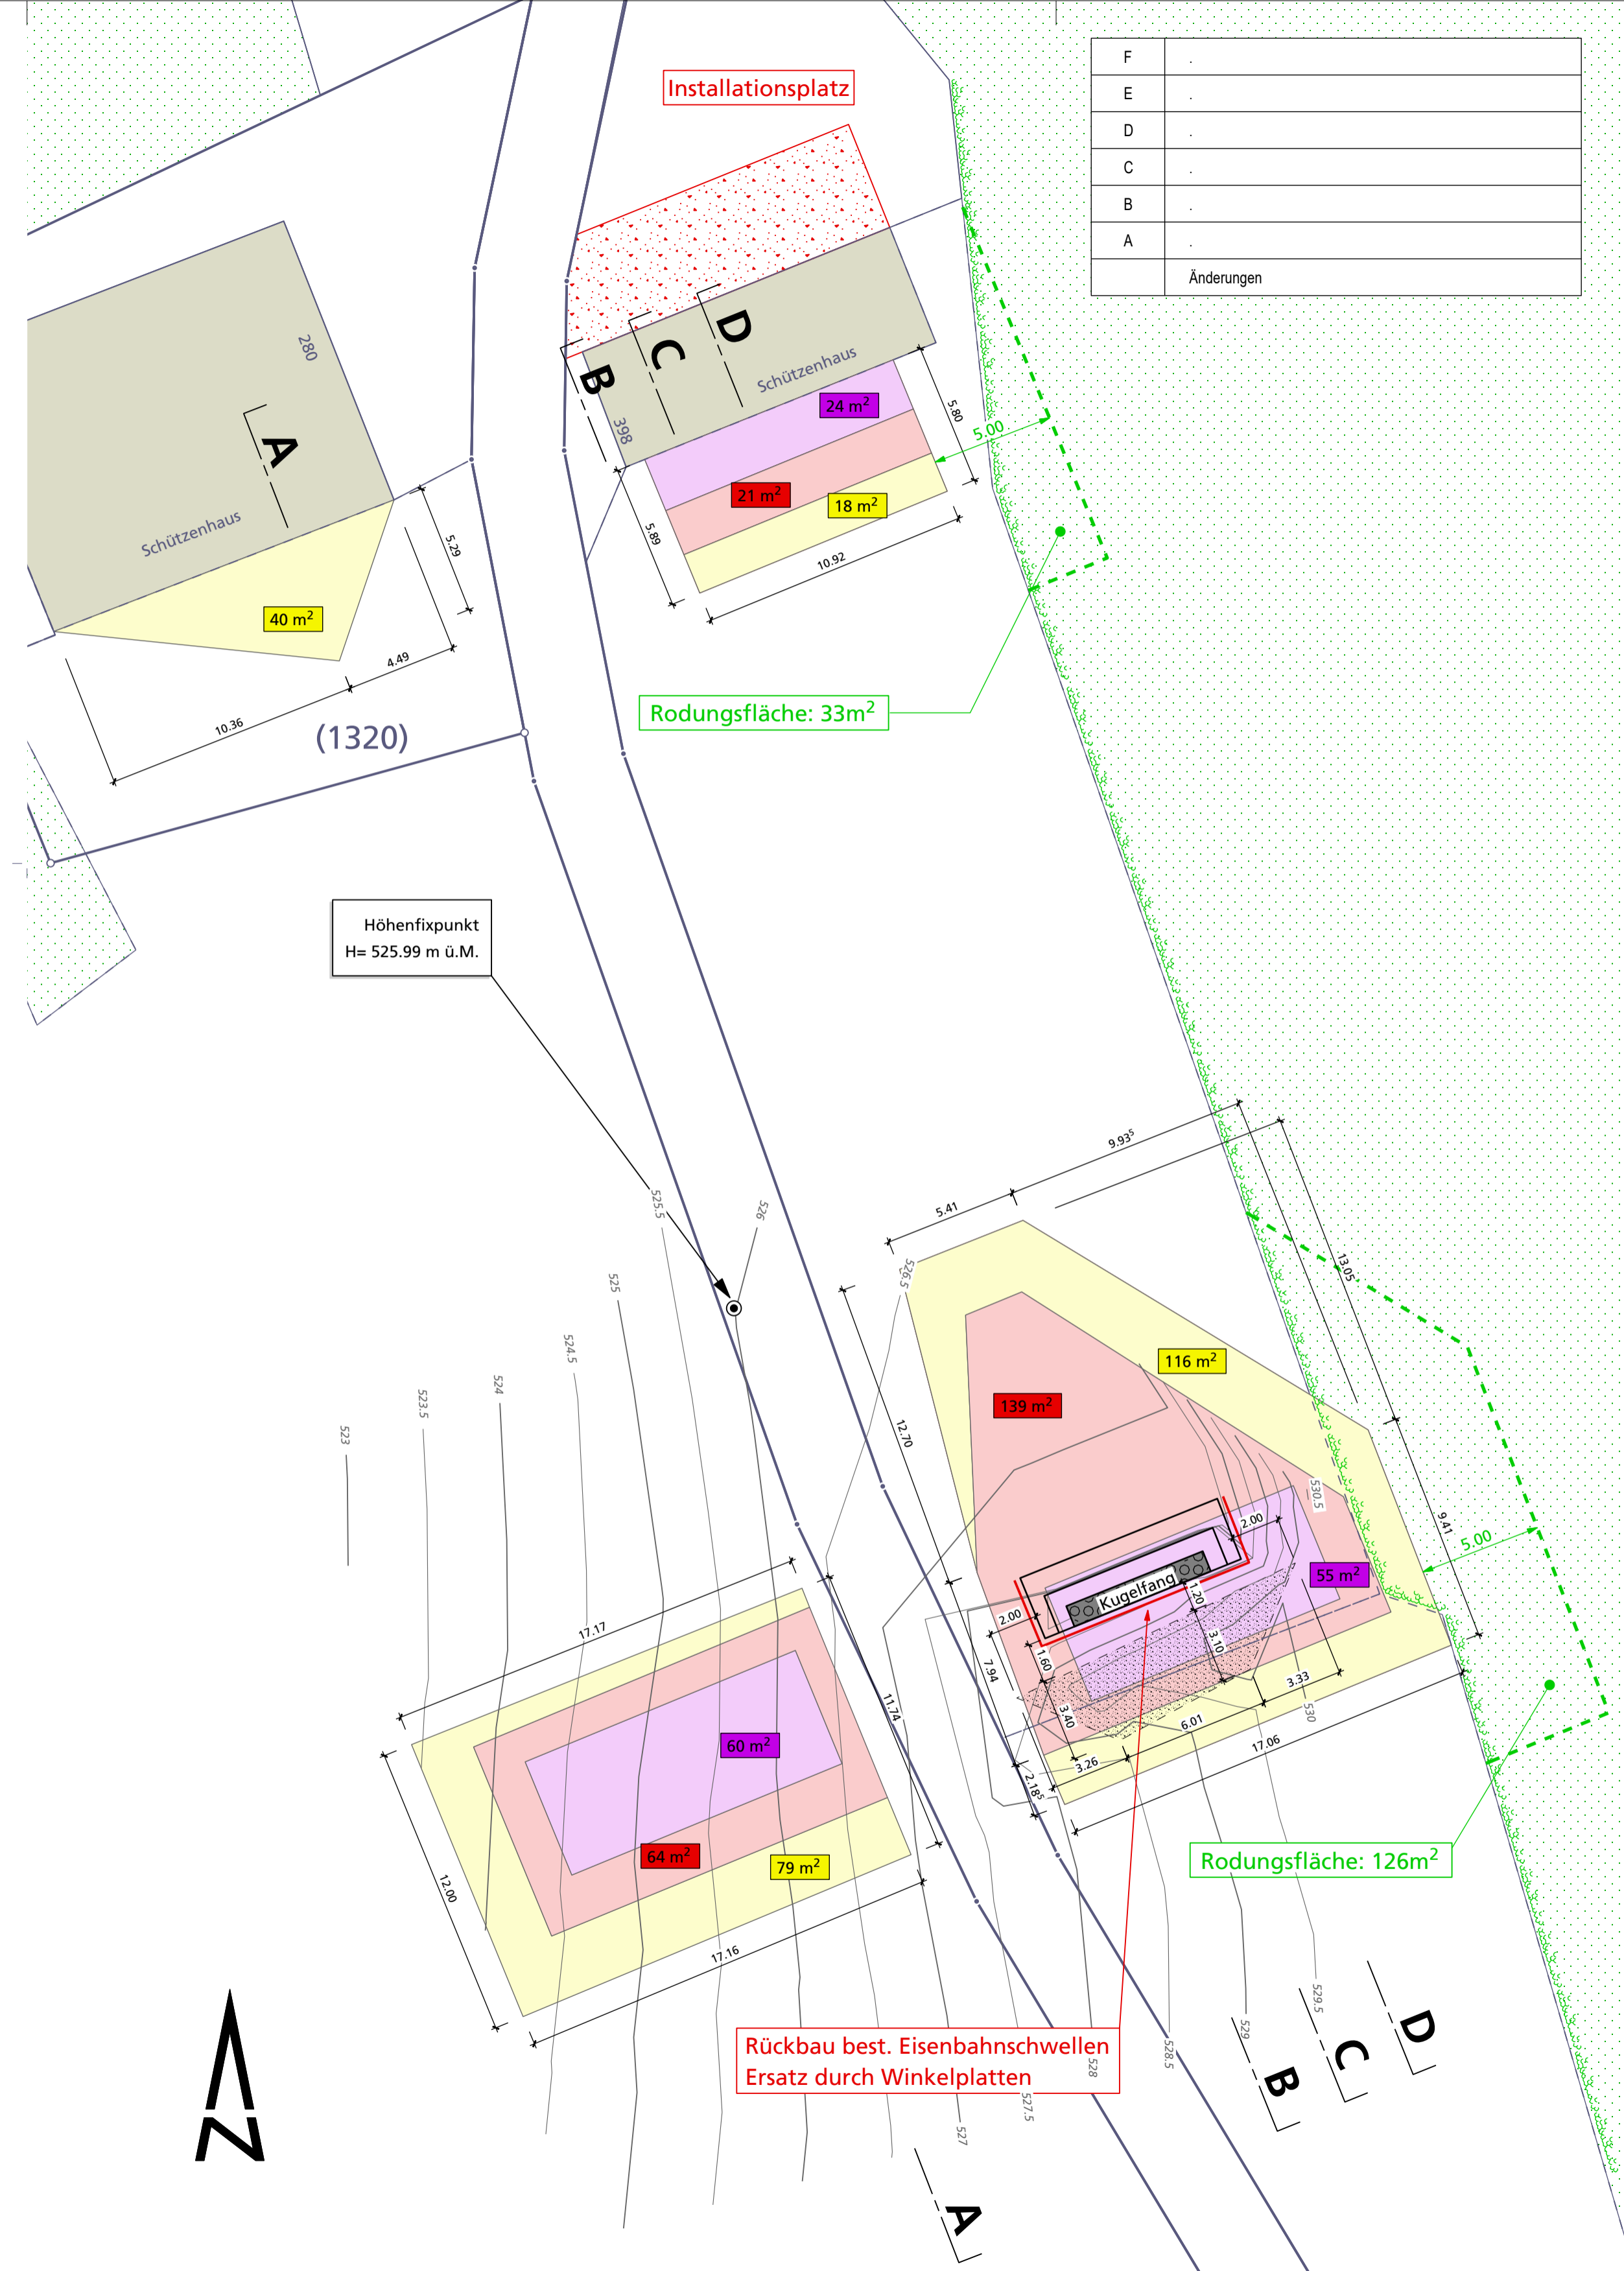 F .
E .
D .
C .
B .
A .
Änderungen
Installationsplatz
280
Schützenhaus
A
B
C
D
Schützenhaus
398
24 m²
21 m²
18 m²
5.80
5.00
5.89
10.92
5.29
40 m²
4.49
10.36
(1320)
Rodungsfläche: 33m²
Höhenfixpunkt
H= 525.99 m ü.M.
9.93⁵
5.41
13.05
525.5
526
526.5
525
524.5
524
523.5
523
116 m²
139 m²
12.70
530.5
9.41
5.00
2.00
55 m²
Kugelfang
1.20
2.00
3.10
1.60
7.94
3.33
3.40
6.01
530
17.06
3.26
2.18⁵
17.17
11.74
60 m²
64 m²
79 m²
12.00
17.16
Rodungsfläche: 126m²
Rückbau best. Eisenbahnschwellen
Ersatz durch Winkelplatten
529.5
529
528.5
528
527.5
527
D
C
B
A
N